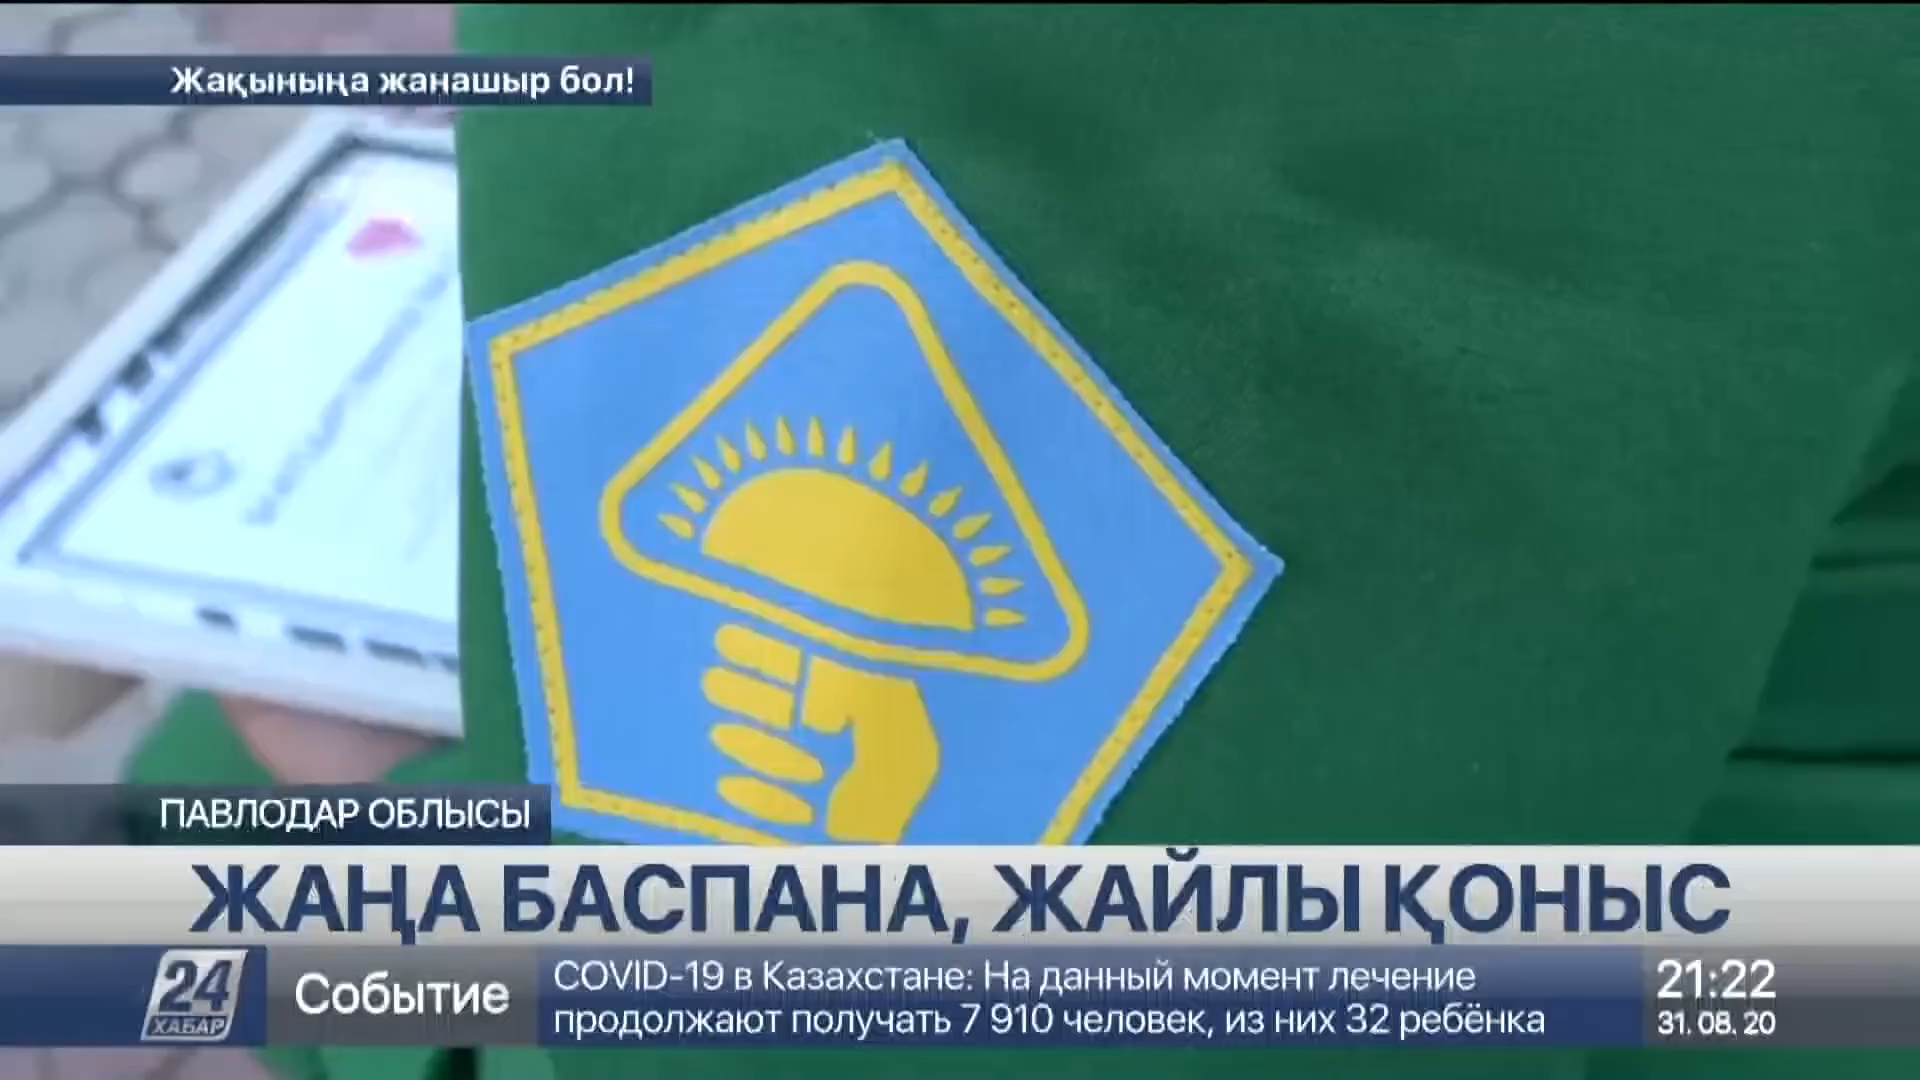 Жақыныңа жанашыр бол!
ПАВЛОДАР ОБЛЫСЫ
ЖАҢА БАСПАНА, ЖАЙЛЫ ҚОНЫС
24
ХАБАР
Событие
COVID-19 в Казахстане: На данный момент лечение
продолжают получать 7 910 человек, из них 32 ребёнка
21:22
31. 08. 20